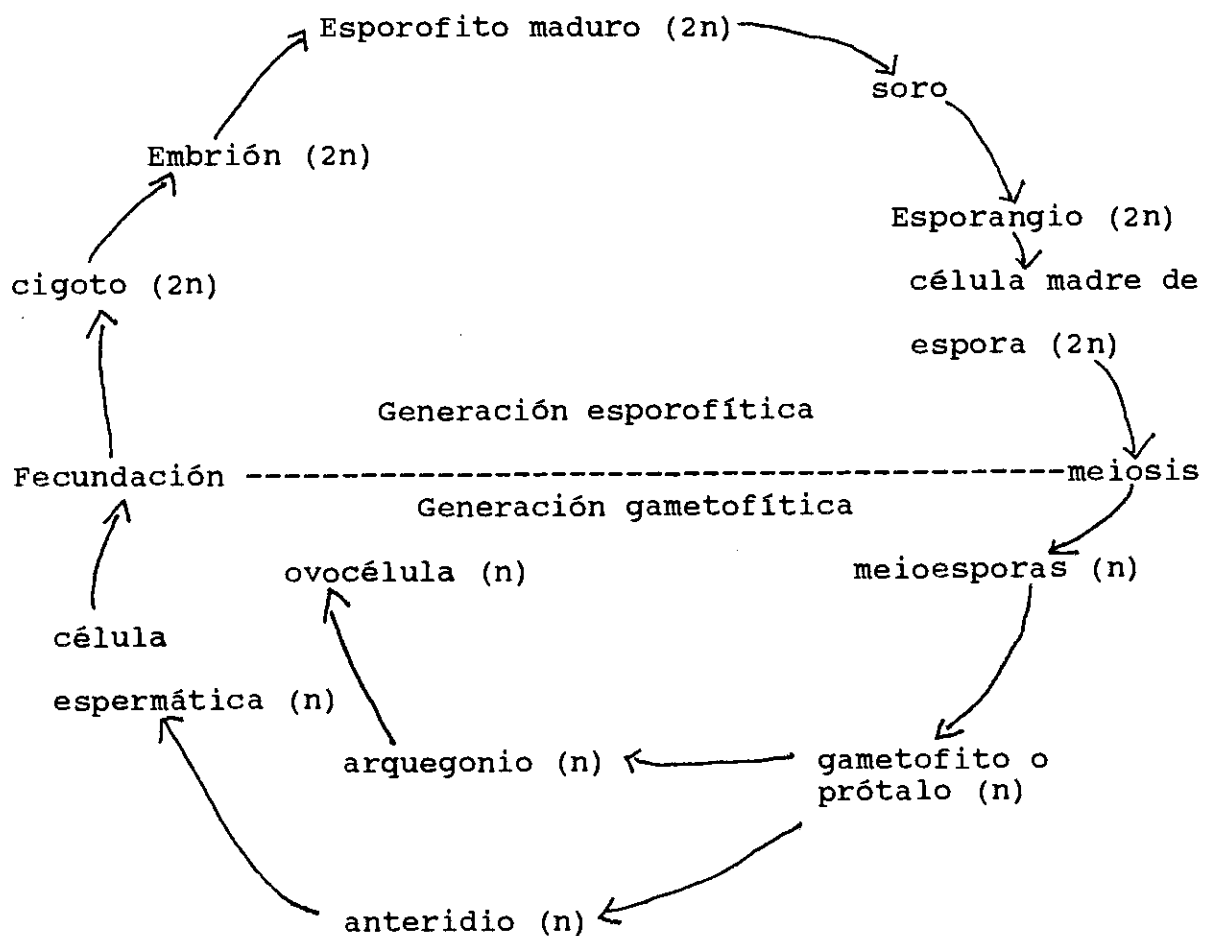 Esporofito maduro (2n)
soro
Embrión (2n)
Esporangio (2n)
cigoto (2n)
célula madre de
espora (2n)
Generación esporofítica
Fecundación ------------------------------------------meiosis
Generación gametofítica
ovocélula (n)
meioesporas (n)
célula
espermática (n)
arquegonio (n)
gametofito o
prótalo (n)
anteridio (n)